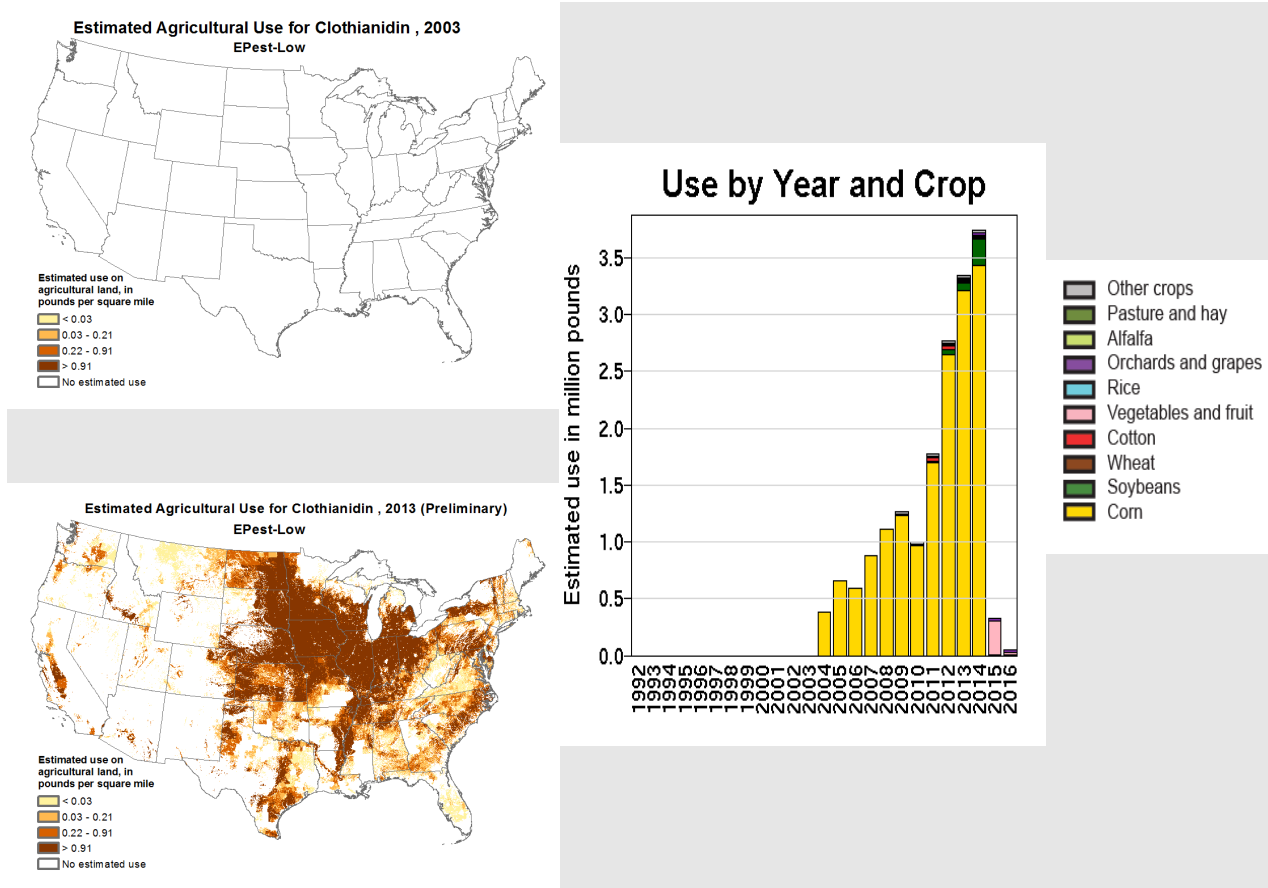 Estimated Agricultural Use for Clothianidin , 2003
EPest-Low
Estimated use on
agricultural land, in
pounds per square mile
< 0.03
0.03 - 0.21
0.22 - 0.91
> 0.91
No estimated use
Estimated Agricultural Use for Clothianidin , 2013 (Preliminary)
EPest-Low
Estimated use on
agricultural land, in
pounds per square mile
< 0.03
0.03 - 0.21
0.22 - 0.91
> 0.91
No estimated use
Use by Year and Crop
Estimated use in million pounds
3.5
3.0
2.5
2.0
1.5
1.0
0.5
0.0
1992
1993
1994
1995
1996
1997
1998
1999
2000
2001
2002
2003
2004
2005
2006
2007
2008
2009
2010
2011
2012
2013
2014
2015
2016
Other crops
Pasture and hay
Alfalfa
Orchards and grapes
Rice
Vegetables and fruit
Cotton
Wheat
Soybeans
Corn